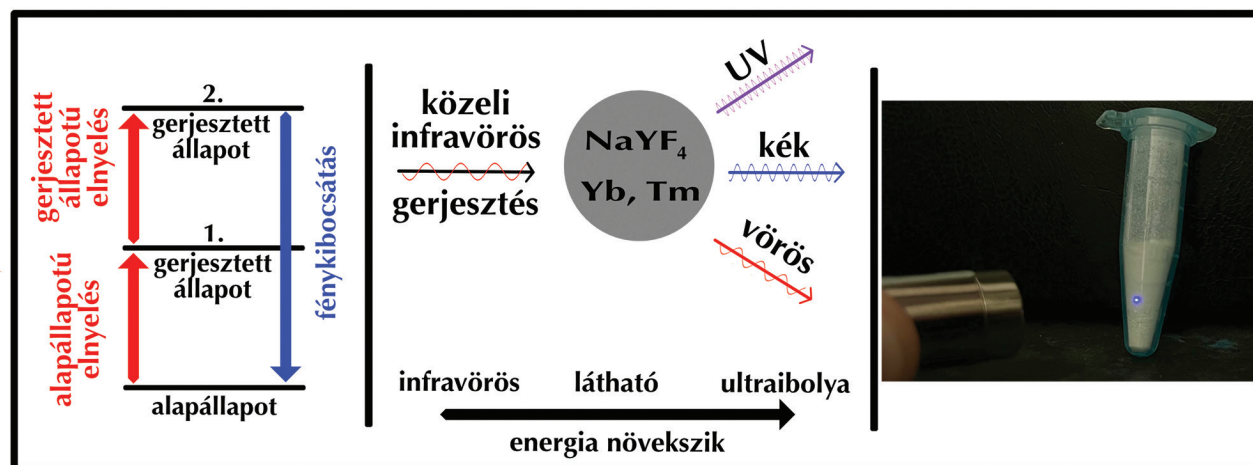 2.
gerjesztett
állapot
gerjesztett
állapotú
elnyelés
1.
gerjesztett
állapot
alapállapotú
elnyelés
fénykibocsátás
alapállapot
közeli
infravörös
gerjesztés
NaYF₄
Yb, Tm
UV
kék
vörös
infravörös látható ultraibolya
energia növekszik